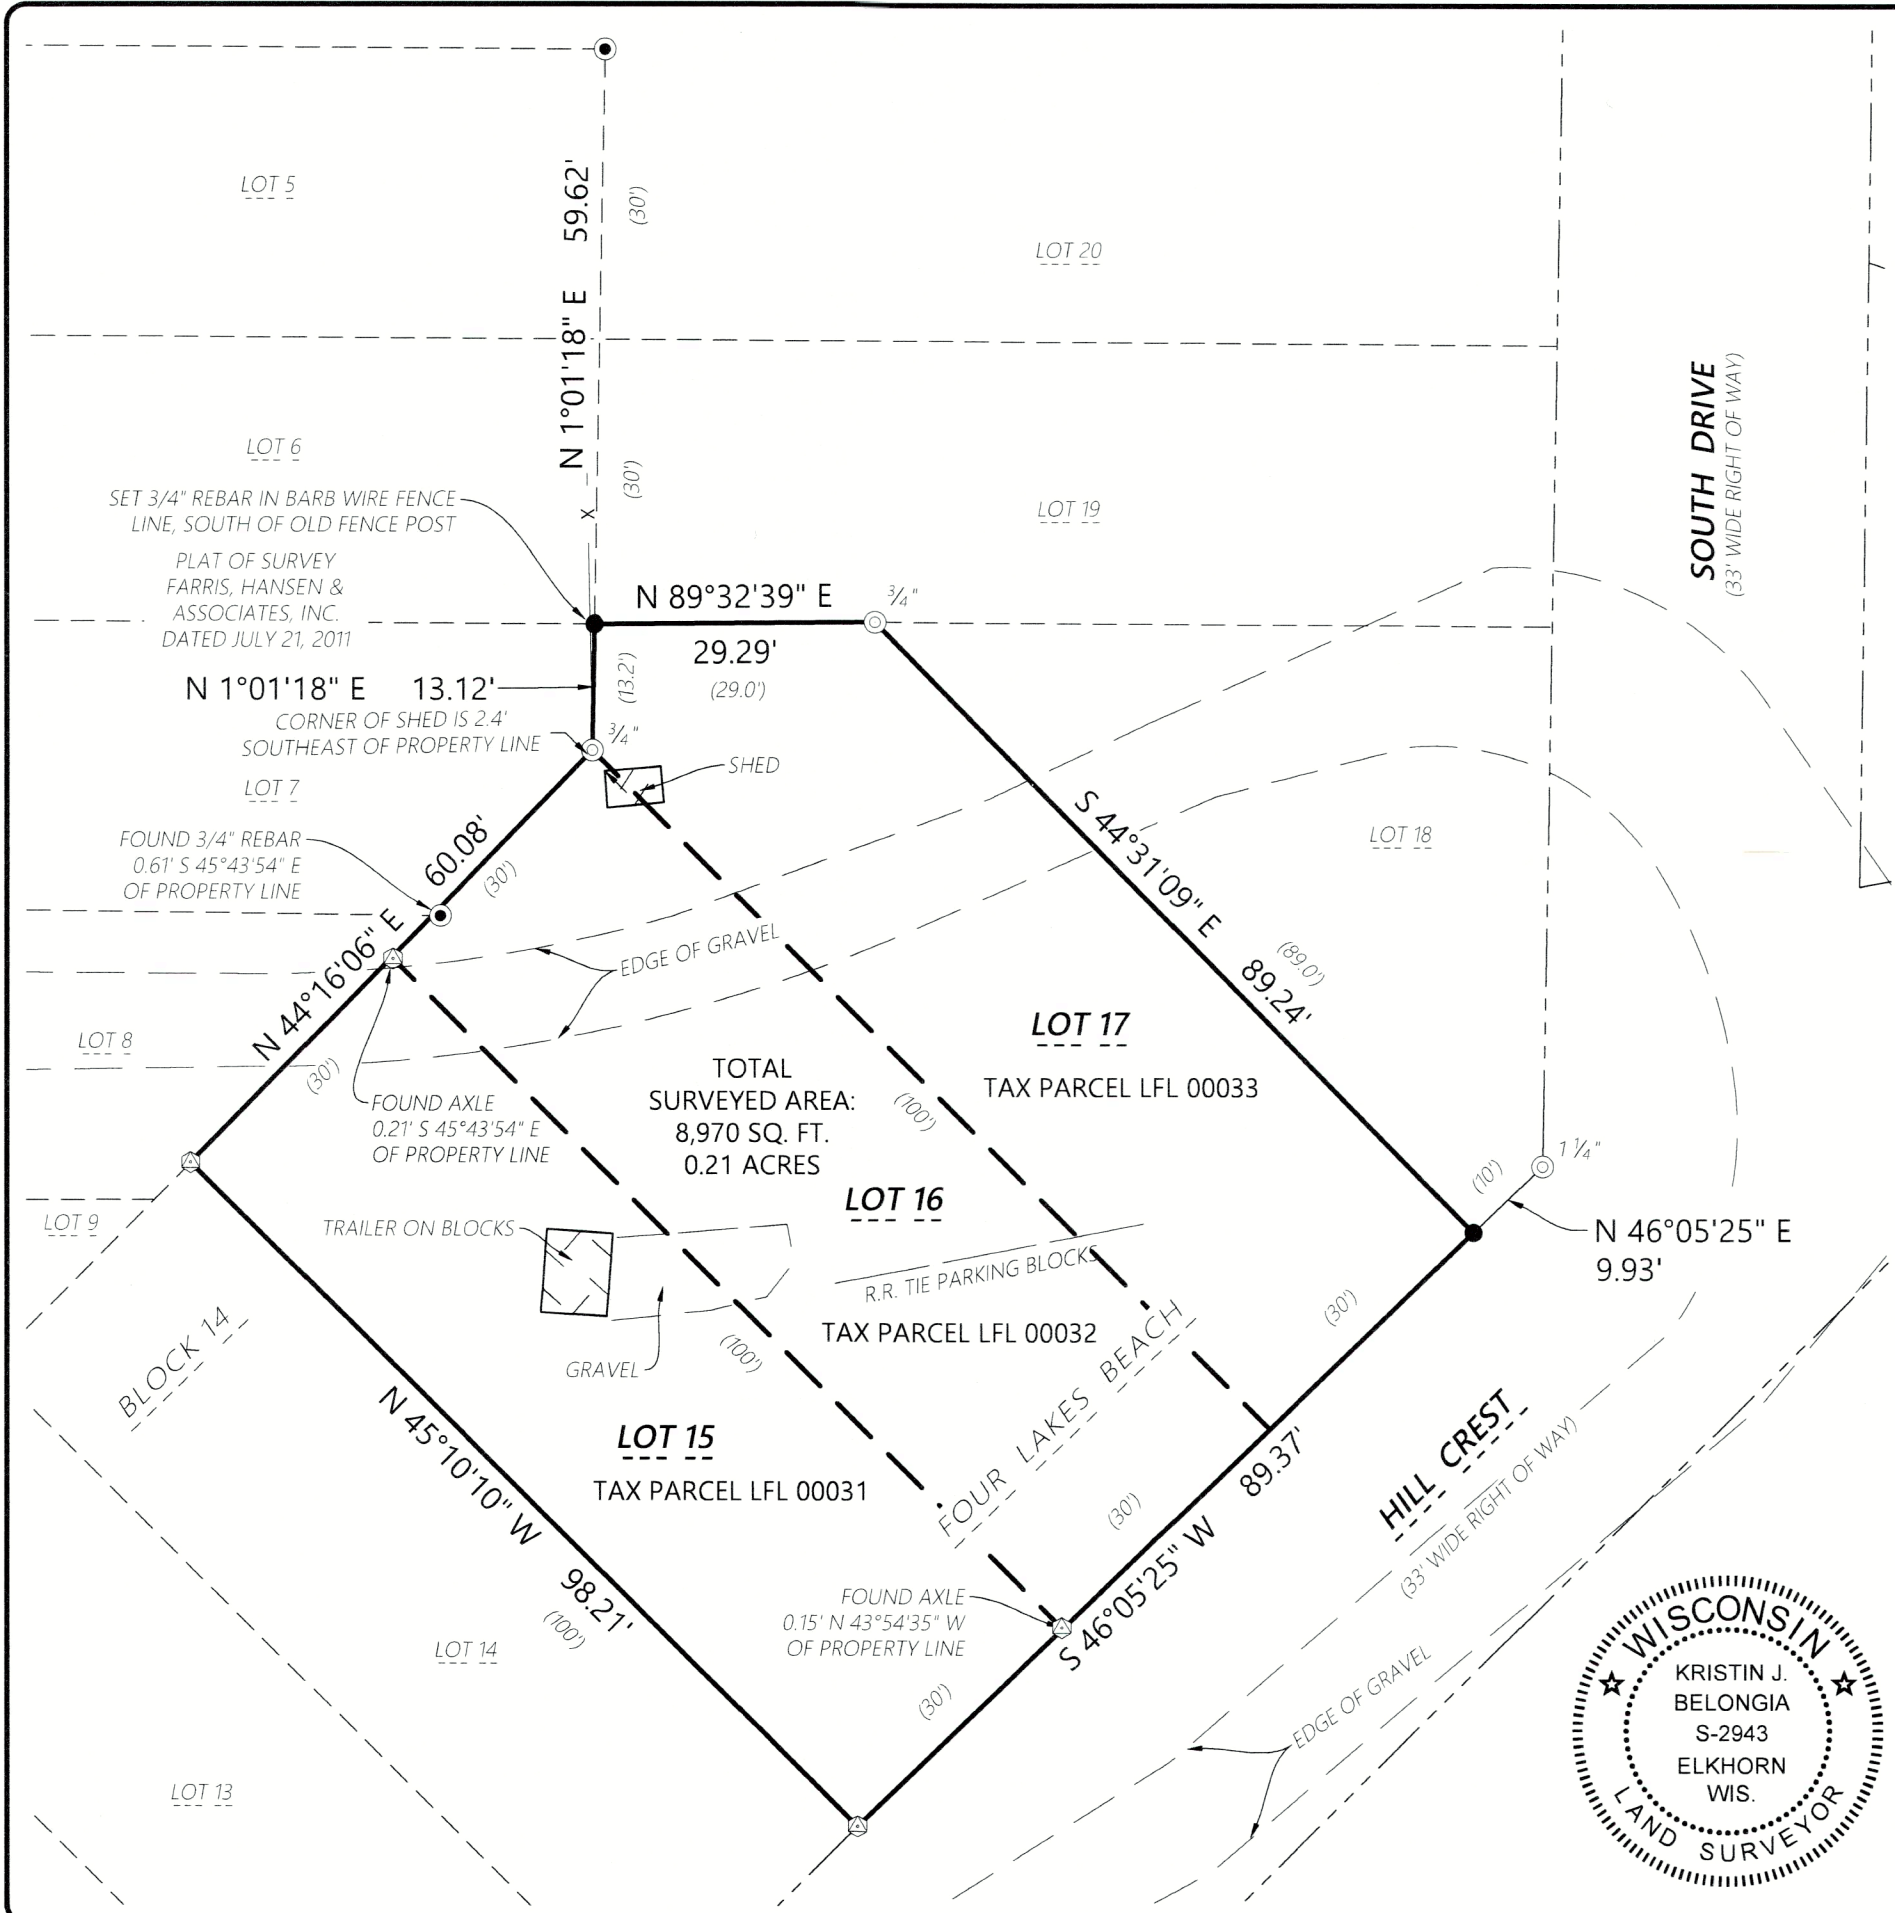 LOT 5
59.62'
(30')
LOT 20
N 1°01'18" E
SOUTH DRIVE
(33' WIDE RIGHT OF WAY)
LOT 6
(30')
SET 3/4" REBAR IN BARB WIRE FENCE
LINE, SOUTH OF OLD FENCE POST
X
LOT 19
PLAT OF SURVEY
FARRIS, HANSEN &
ASSOCIATES, INC.
DATED JULY 21, 2011
N 89°32'39" E
3/4"
29.29'
(29.0')
(13.2')
N 1°01'18" E 13.12'
CORNER OF SHED IS 2.4'
SOUTHEAST OF PROPERTY LINE
3/4"
SHED
LOT 7
S 44°31'09" E
89.24'
(89.0')
LOT 18
FOUND 3/4" REBAR
0.61' S 45°43'54" E
OF PROPERTY LINE
60.08'
(30')
N 44°16'06" E
EDGE OF GRAVEL
LOT 8
(30')
LOT 17
TAX PARCEL LFL 00033
TOTAL
SURVEYED AREA:
8,970 SQ. FT.
0.21 ACRES
(100')
FOUND AXLE
0.21' S 45°43'54" E
OF PROPERTY LINE
1 1/4"
(10')
LOT 16
LOT 9
TRAILER ON BLOCKS
N 46°05'25" E
9.93'
R.R. TIE PARKING BLOCKS
(30')
TAX PARCEL LFL 00032
BLOCK 14
GRAVEL
(100')
FOUR LAKES BEACH
N 45°10'10" W
98.21'
(100')
LOT 15
TAX PARCEL LFL 00031
89.37'
(30')
S 46°05'25" W
HILL CREST
(33' WIDE RIGHT OF WAY)
FOUND AXLE
0.15' N 43°54'35" W
OF PROPERTY LINE
LOT 14
(30')
EDGE OF GRAVEL
LOT 13
WISCONSIN
KRISTIN J.
BELONGIA
S-2943
ELKHORN
WIS.
LAND SURVEYOR